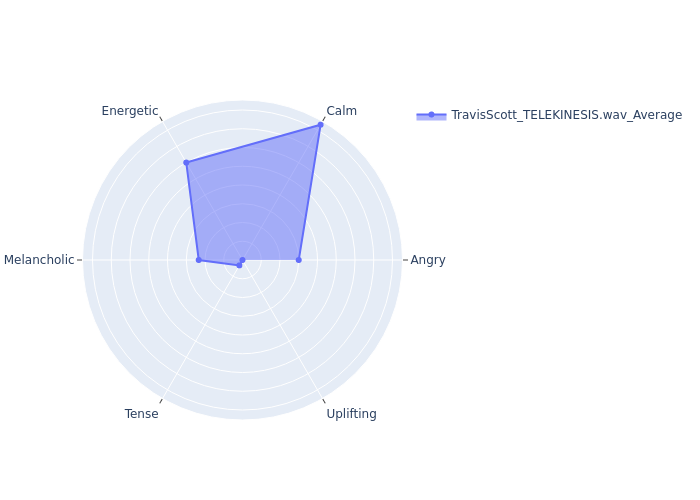 Energetic
Calm
TravisScott_TELEKINESIS.wav_Average
Melancholic
Angry
Tense
Uplifting